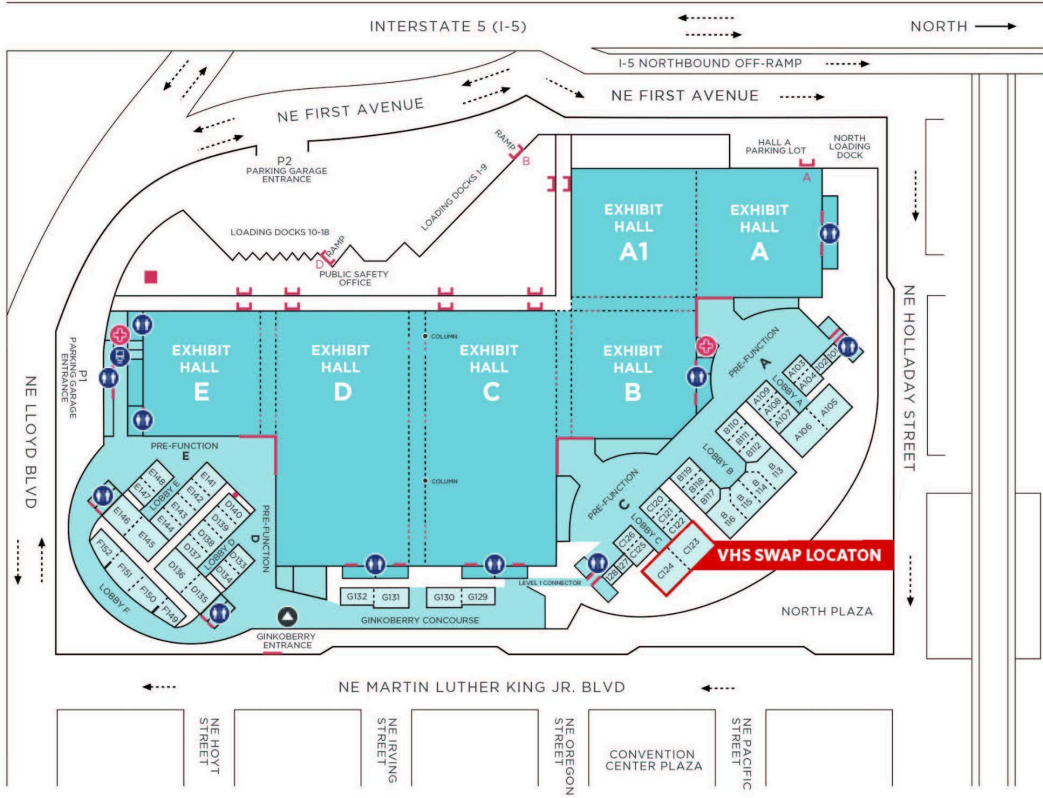 INTERSTATE 5 (I-5)
NORTH
I-5 NORTHBOUND OFF-RAMP
NE FIRST AVENUE
NE FIRST AVENUE
P2
PARKING GARAGE
ENTRANCE
RAMP
B
HALL A
PARKING LOT
NORTH
LOADING
DOCK
A
LOADING DOCKS 1-9
LOADING DOCKS 10-18
RAMP
D
PUBLIC SAFETY
OFFICE
EXHIBIT
HALL
A1
EXHIBIT
HALL
A
NE HOLLADAY STREET
NE LLOYD BLVD
P1
PARKING GARAGE
ENTRANCE
EXHIBIT
HALL
E
EXHIBIT
HALL
D
COLUMN
COLUMN
EXHIBIT
HALL
C
EXHIBIT
HALL
B
PRE-FUNCTION
A
101
102
A103
A104
LOBBY A
A105
A106
A109
A108
A107
B110
B111
B112
LOBBY B
B
113
B
114
B
115
B
116
B119
B118
B117
PRE-FUNCTION
C
C120
C121
C122
LOBBY C
C123
C124
C126
C125
127
128
VHS SWAP LOCATON
NORTH PLAZA
LEVEL 1 CONNECTOR
PRE-FUNCTION
E
E148
E147
LOBBY E
E141
E142
E143
E144
E146
E145
PRE-FUNCTION
D
D140
D139
D138
D137
LOBBY D
D133
D134
D136
D135
F152
F151
F150
F149
LOBBY F
G132
G131
G130
G129
GINKOBERRY CONCOURSE
GINKOBERRY
ENTRANCE
NE MARTIN LUTHER KING JR. BLVD
NE HOYT
STREET
NE IRVING
STREET
NE OREGON
STREET
CONVENTION
CENTER PLAZA
NE PACIFIC
STREET